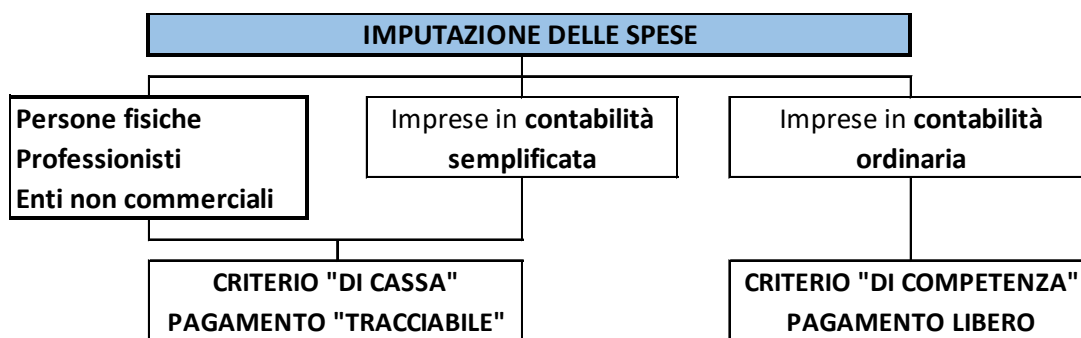 IMPUTAZIONE DELLE SPESE
Persone fisiche
Professionisti
Enti non commerciali
Imprese in contabilità
semplificata
Imprese in contabilità
ordinaria
CRITERIO "DI CASSA"
PAGAMENTO "TRACCIABILE"
CRITERIO "DI COMPETENZA"
PAGAMENTO LIBERO